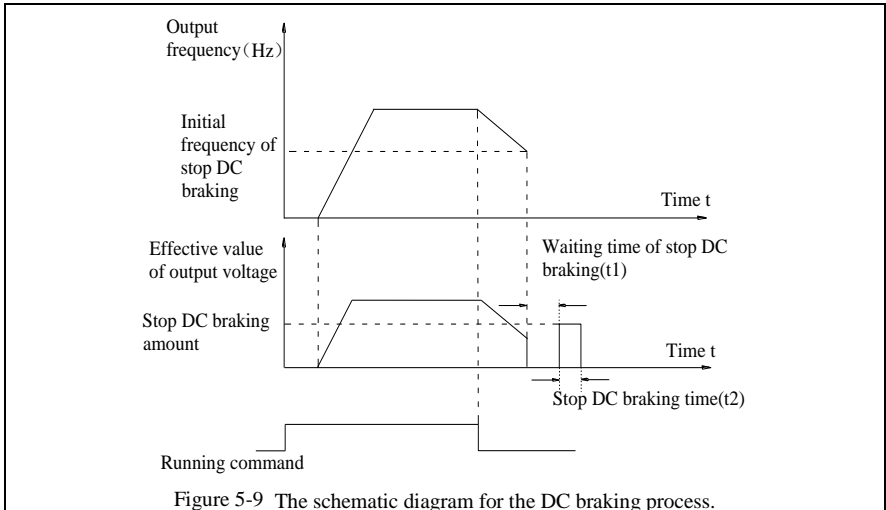 Output
frequency（Hz）
Initial
frequency of
stop DC
braking
Time t
Effective value
of output voltage
Waiting time of stop DC
braking(t1)
Stop DC braking
amount
Time t
Stop DC braking time(t2)
Running command
Figure 5-9 The schematic diagram for the DC braking process.